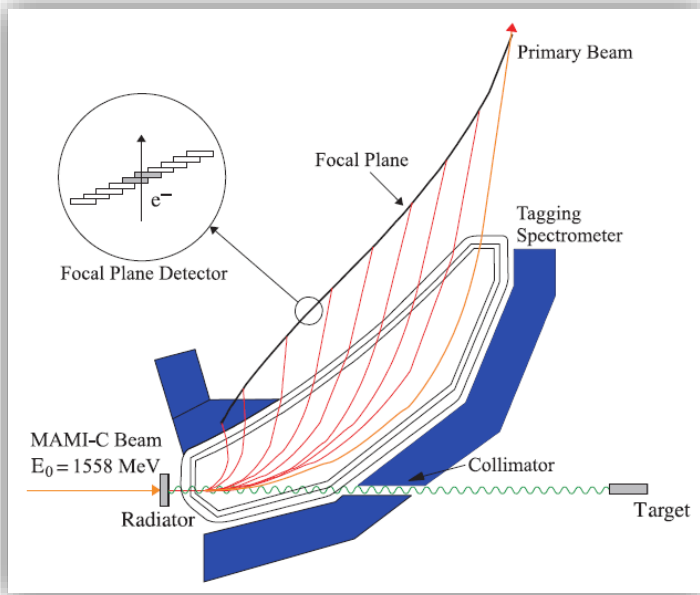 Primary Beam
Focal Plane
e⁻
Tagging
Spectrometer
Focal Plane Detector
MAMI-C Beam
E₀ = 1558 MeV
Collimator
Radiator
Target